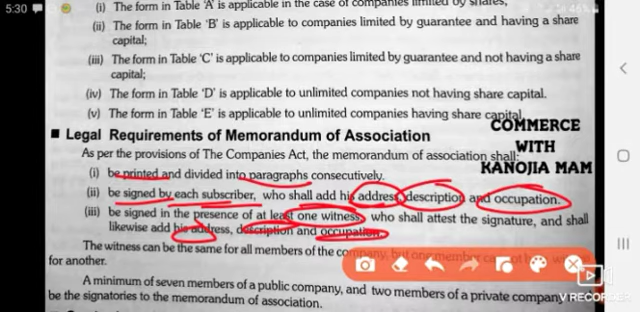 5:30
46%
(i) The form in Table 'A' is applicable in the case of companies limited by shares;
(ii) The form in Table 'B' is applicable to companies limited by guarantee and having a share
capital;
(iii) The form in Table 'C' is applicable to companies limited by guarantee and not having a share
capital;
(iv) The form in Table 'D' is applicable to unlimited companies not having share capital.
(v) The form in Table 'E' is applicable to unlimited companies having share capital.
COMMERCE
WITH
KANOJIA MAM
■ Legal Requirements of Memorandum of Association
As per the provisions of The Companies Act, the memorandum of association shall:
(i) be printed and divided into paragraphs consecutively.
(ii) be signed by each subscriber, who shall add his address, description and occupation.
(iii) be signed in the presence of at least one witness, who shall attest the signature, and shall
likewise add his address, description and occupation.
The witness can be the same for all members of the company, but one member
for another.
A minimum of seven members of a public company, and two members of a private company
be the signatories to the memorandum of association.
V RECORDER